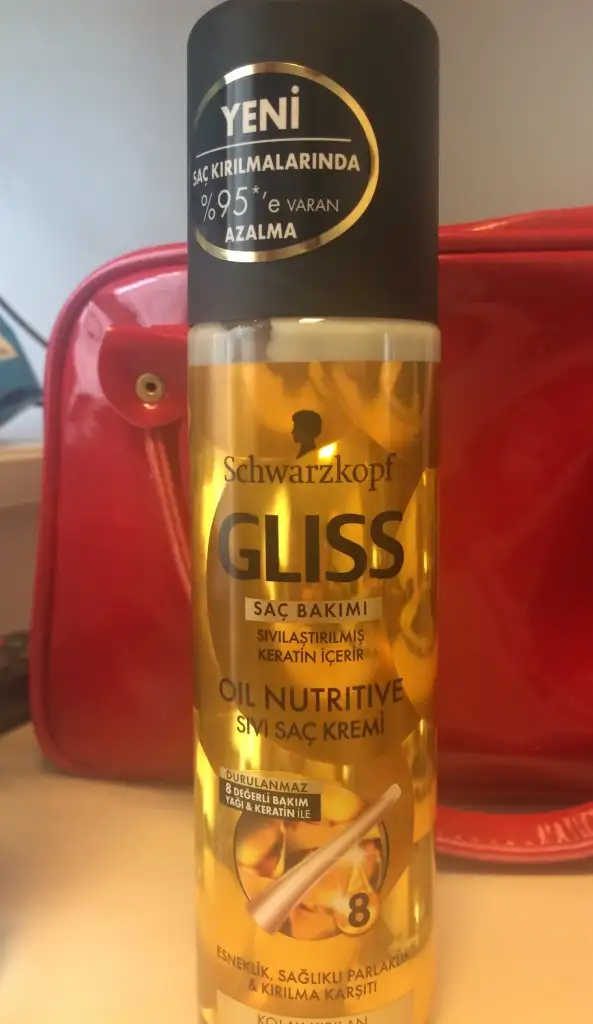 YENİ
SAÇ KIRILMALARINDA
%95*'e VARAN
AZALMA
Schwarzkopf
GLISS
SAÇ BAKIMI
SIVILAŞTIRILMIŞ
KERATİN İÇERİR
OIL NUTRITIVE
SIVI SAÇ KREMİ
DURULANMAZ
8 DEĞERLİ BAKIM
YAĞI & KERATİN İLE
8
ESNEKLİK, SAĞLIKLI PARLAKLIK
& KIRILMA KARŞITI